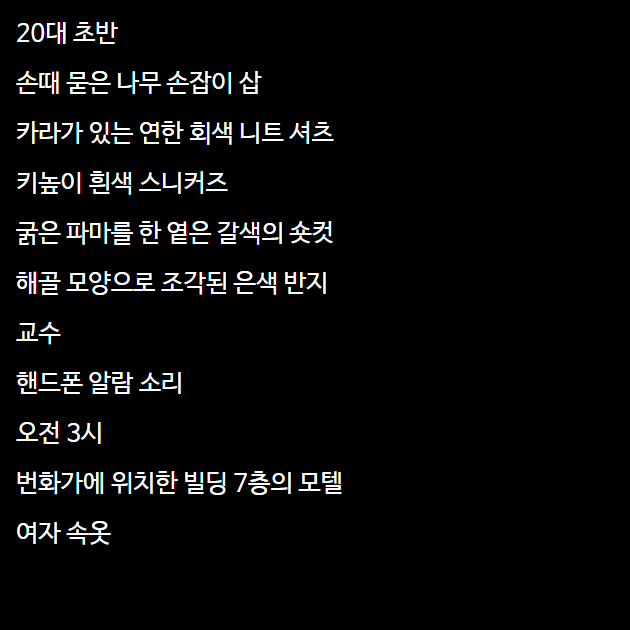 20대 초반
손때 묻은 나무 손잡이 삽
카라가 있는 연한 회색 니트 셔츠
키높이 흰색 스니커즈
굵은 파마를 한 옅은 갈색의 숏컷
해골 모양으로 조각된 은색 반지
교수
핸드폰 알람 소리
오전 3시
번화가에 위치한 빌딩 7층의 모텔
여자 속옷